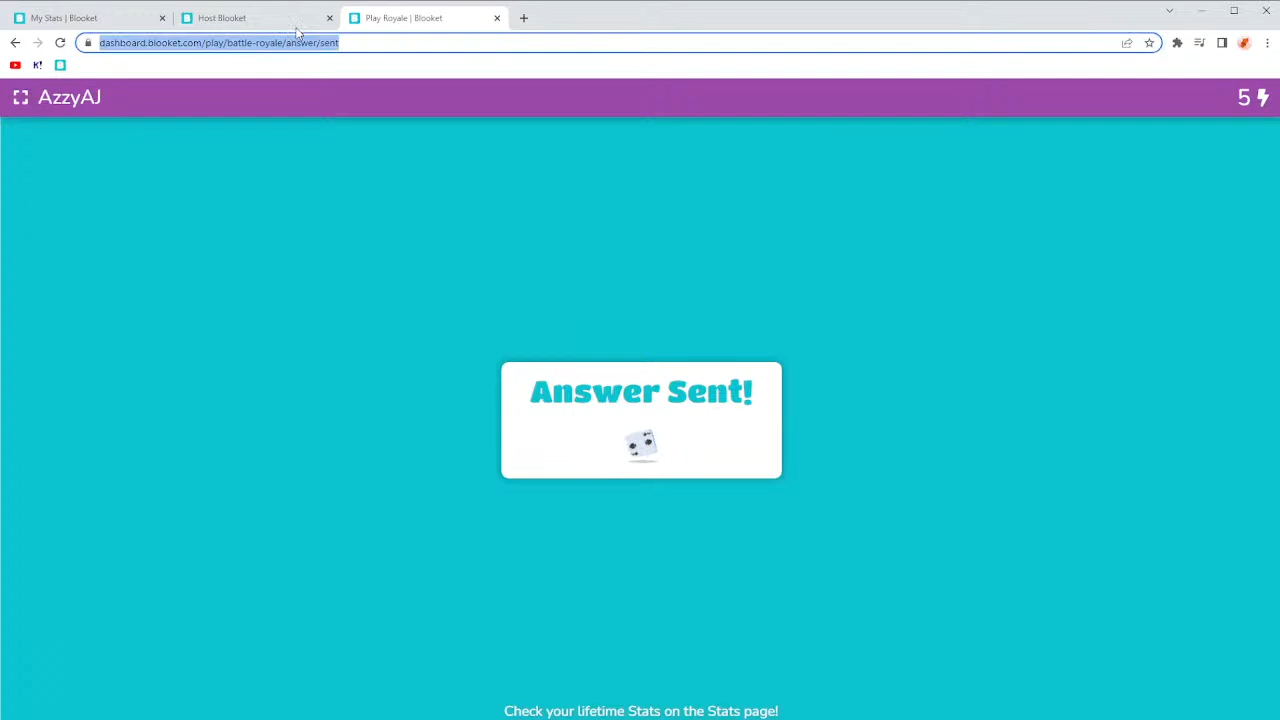 My Stats | Blooket
Host Blooket
Play Royale | Blooket
dashboard.blooket.com/play/battle-royale/answer/sent
K!
AzzyAJ
5
Answer Sent!
Check your lifetime Stats on the Stats page!